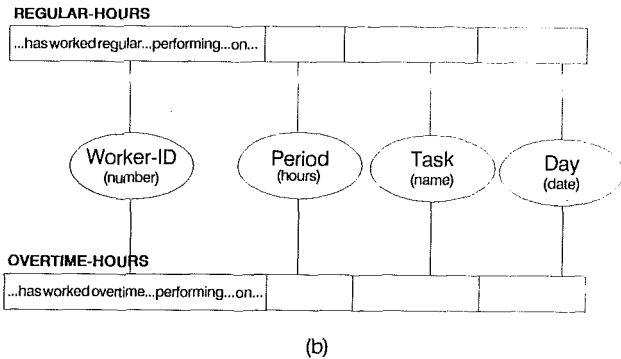 REGULAR-HOURS
...has worked regular...performing...on...
Worker-ID
(number)
Period
(hours)
Task
(name)
Day
(date)
OVERTIME-HOURS
...has worked overtime...performing...on...
(b)